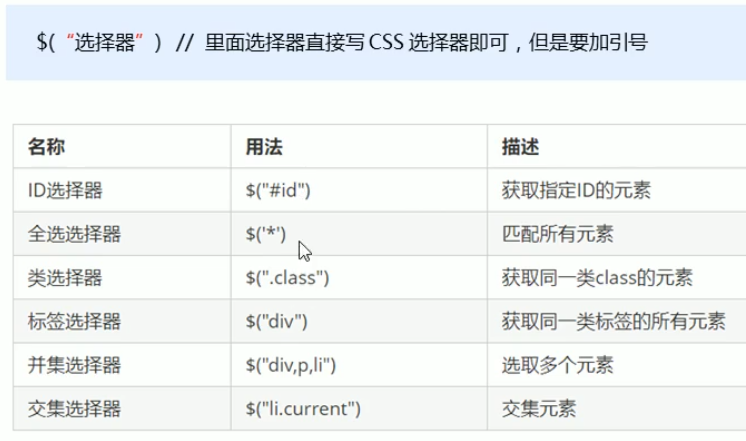 $(“选择器”) // 里面选择器直接写 CSS 选择器即可，但是要加引号
名称 用法 描述
ID选择器 $("#id") 获取指定ID的元素
全选选择器 $('*') 匹配所有元素
类选择器 $(".class") 获取同一类class的元素
标签选择器 $("div") 获取同一类标签的所有元素
并集选择器 $("div,p,li") 选取多个元素
交集选择器 $("li.current") 交集元素